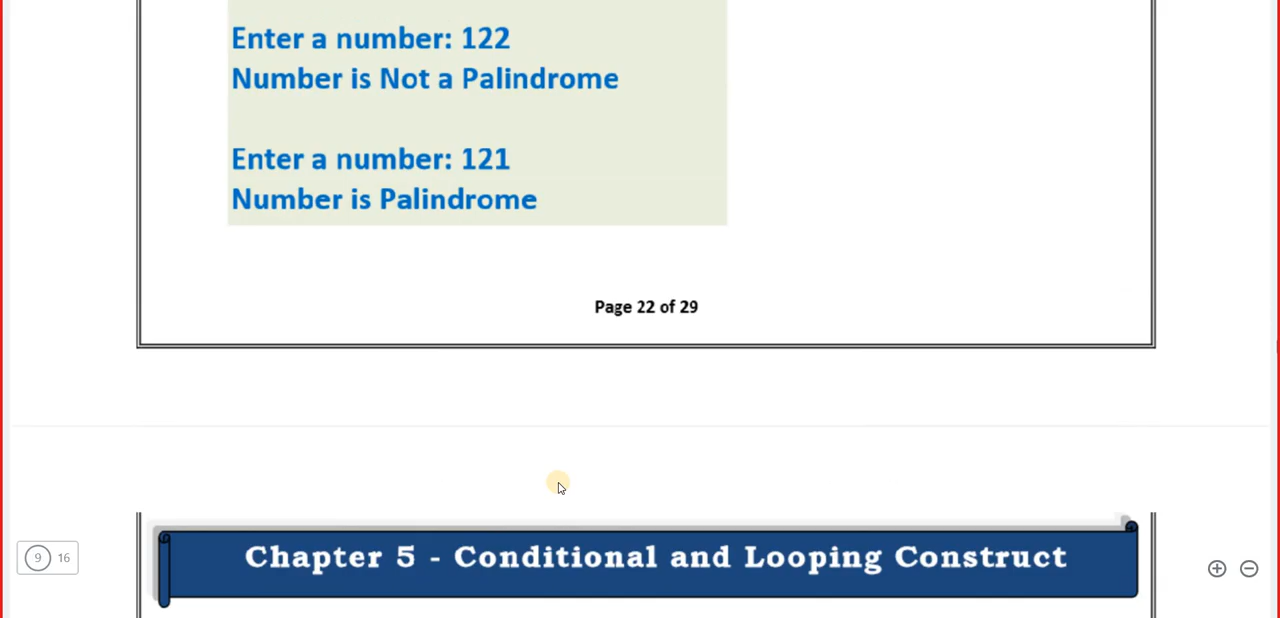 Enter a number: 122
Number is Not a Palindrome
Enter a number: 121
Number is Palindrome
Page 22 of 29
Chapter 5 - Conditional and Looping Construct
9 16